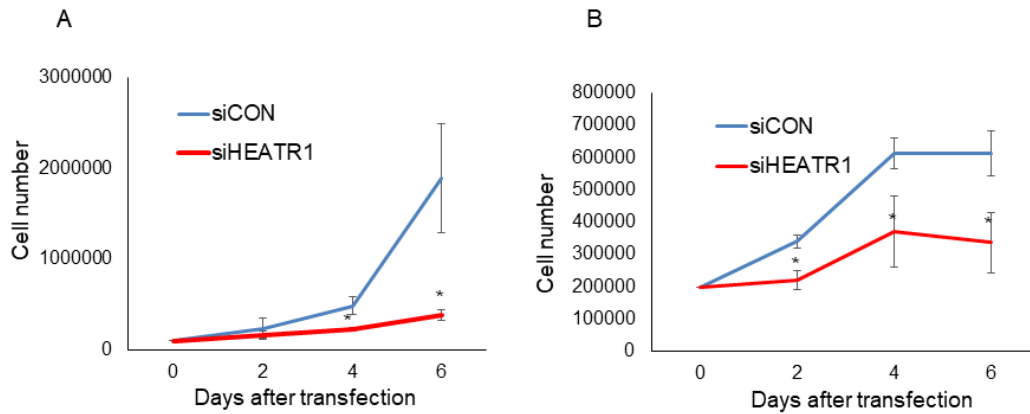 A
3000000
2000000
1000000
0
Cell number
siCON
siHEATR1
*
*
0 2 4 6
Days after transfection
B
800000
700000
600000
500000
400000
300000
200000
100000
0
Cell number
siCON
siHEATR1
*
*
*
0 2 4 6
Days after transfection